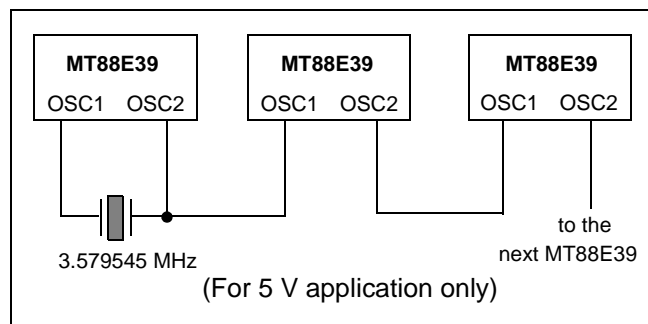 MT88E39 MT88E39 MT88E39
OSC1 OSC2 OSC1 OSC2 OSC1 OSC2
to the
next MT88E39
3.579545 MHz
(For 5 V application only)